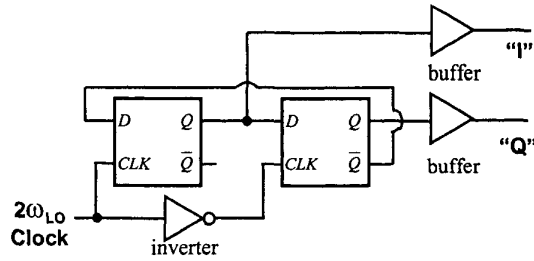 “I”
buffer
D Q D Q
CLK Q̅ CLK Q̅
“Q”
buffer
2ω_LO
Clock
inverter